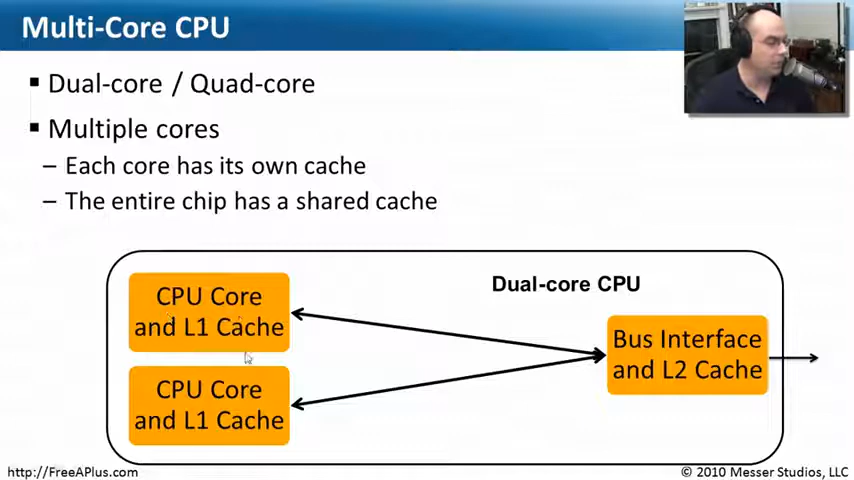 Multi-Core CPU
▪ Dual-core / Quad-core
▪ Multiple cores
– Each core has its own cache
– The entire chip has a shared cache
Dual-core CPU
CPU Core
and L1 Cache
CPU Core
and L1 Cache
Bus Interface
and L2 Cache
http://FreeAPlus.com
© 2010 Messer Studios, LLC